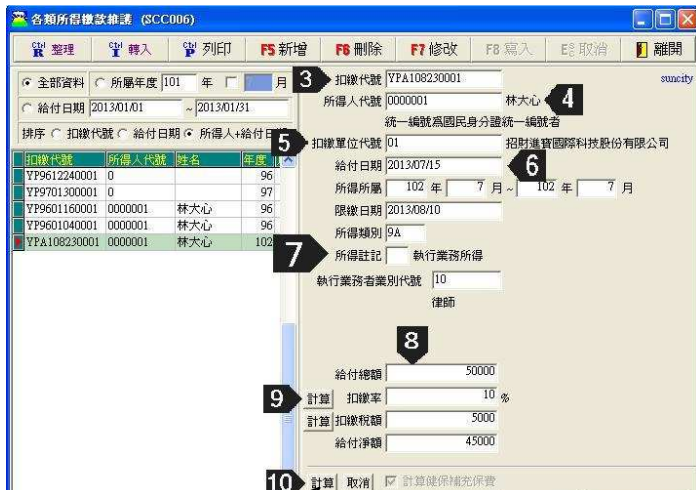 各類所得繳款維護 (SCC006)
Ctrl R 整理 Ctrl I 轉入 Ctrl P 列印 F5 新增 F6 刪除 F7 修改 F8 寫入 Esc 取消 離開
全部資料 所屬年度 101 年 月
給付日期 2013/01/01 ~ 2013/01/31
排序 扣繳代號 給付日期 所得人+給付日
扣繳代號 所得人代號 姓名 年度
YP9612240001 0 96
YP9701300001 0 97
YP9601160001 0000001 林大心 96
YP9601040001 0000001 林大心 96
YPA108230001 0000001 林大心 102
3 扣繳代號 YPA108230001 suncity
所得人代號 0000001 林大心 4
統一編號為國民身分證統一編號者
5 扣繳單位代號 01 招財進寶國際科技股份有限公司
給付日期 2013/07/15 6
所得所屬 102 年 7 月 ~ 102 年 7 月
限繳日期 2013/08/10
所得類別 9A
7 所得註記 執行業務所得
執行業務者業別代號 10
律師
8
給付總額 50000
9 計算 扣繳率 10 %
計算 扣繳稅額 5000
給付淨額 45000
10 計算 取消 計算健保補充保費